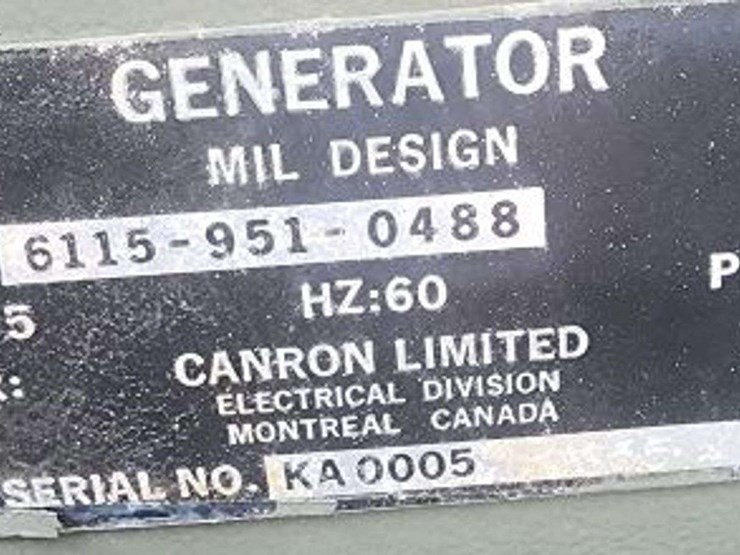 GENERATOR
MIL DESIGN
6115-951-0488
5 HZ:60 P
:
CANRON LIMITED
ELECTRICAL DIVISION
MONTREAL CANADA
SERIAL NO. KA 0005